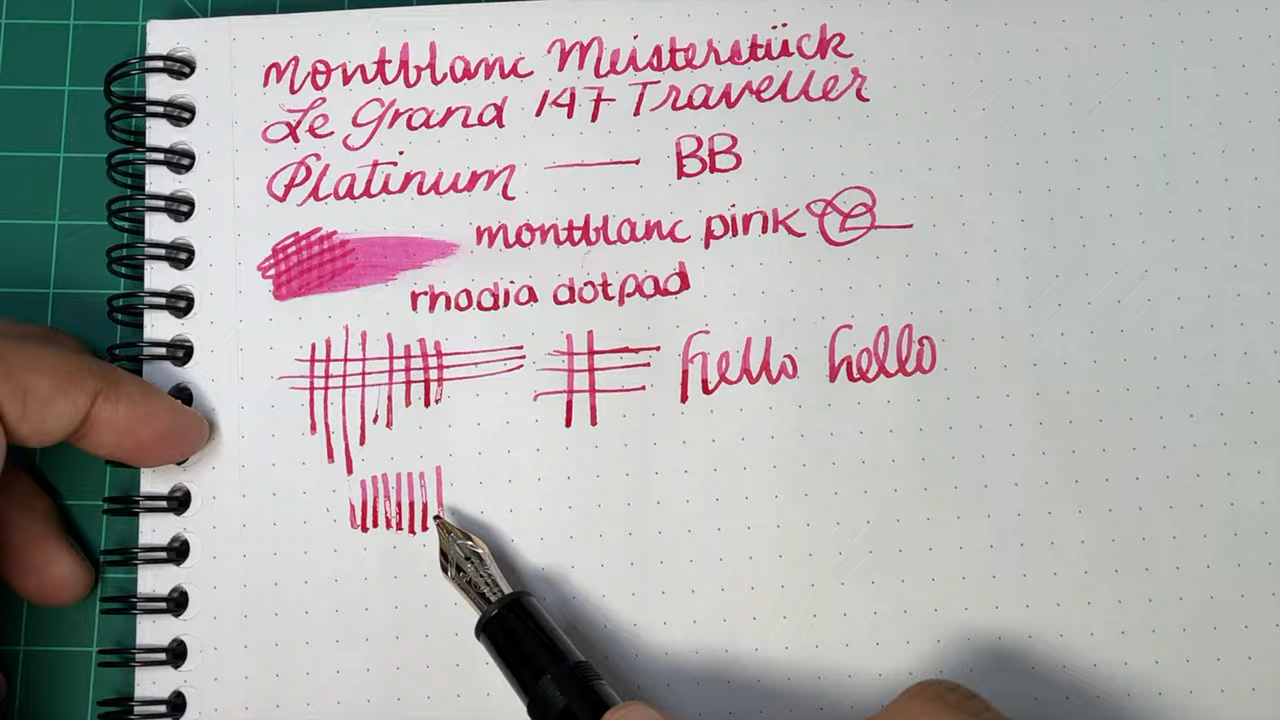 Montblanc Meisterstück
Le Grand 147 Traveller
Platinum — BB
montblanc pink
rhodia dotpad
hello hello